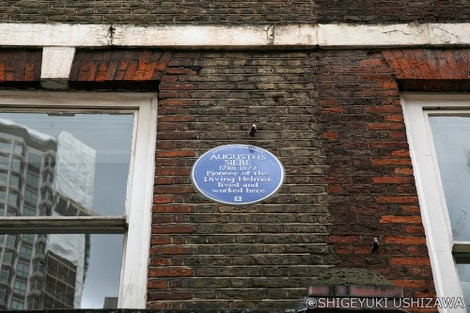 AUGUSTUS
SIEBE
1788-1872
Pioneer of the
Diving Helmet
lived and
worked here
©SHIGEYUKI USHIZAWA